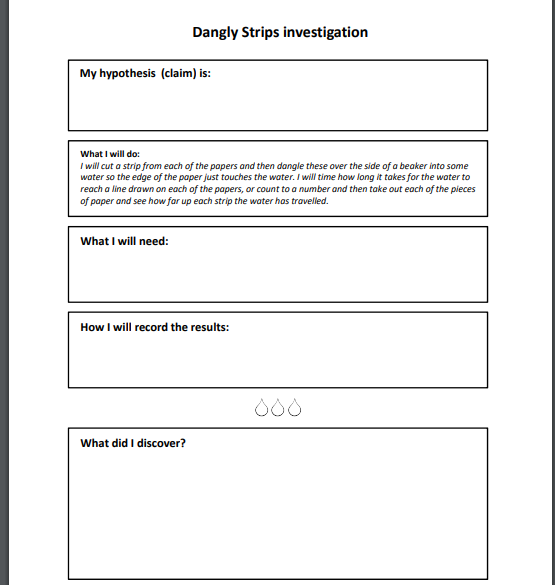 Dangly Strips investigation
My hypothesis (claim) is:
What I will do:
I will cut a strip from each of the papers and then dangle these over the side of a beaker into some
water so the edge of the paper just touches the water. I will time how long it takes for the water to
reach a line drawn on each of the papers, or count to a number and then take out each of the pieces
of paper and see how far up each strip the water has travelled.
What I will need:
How I will record the results:
What did I discover?